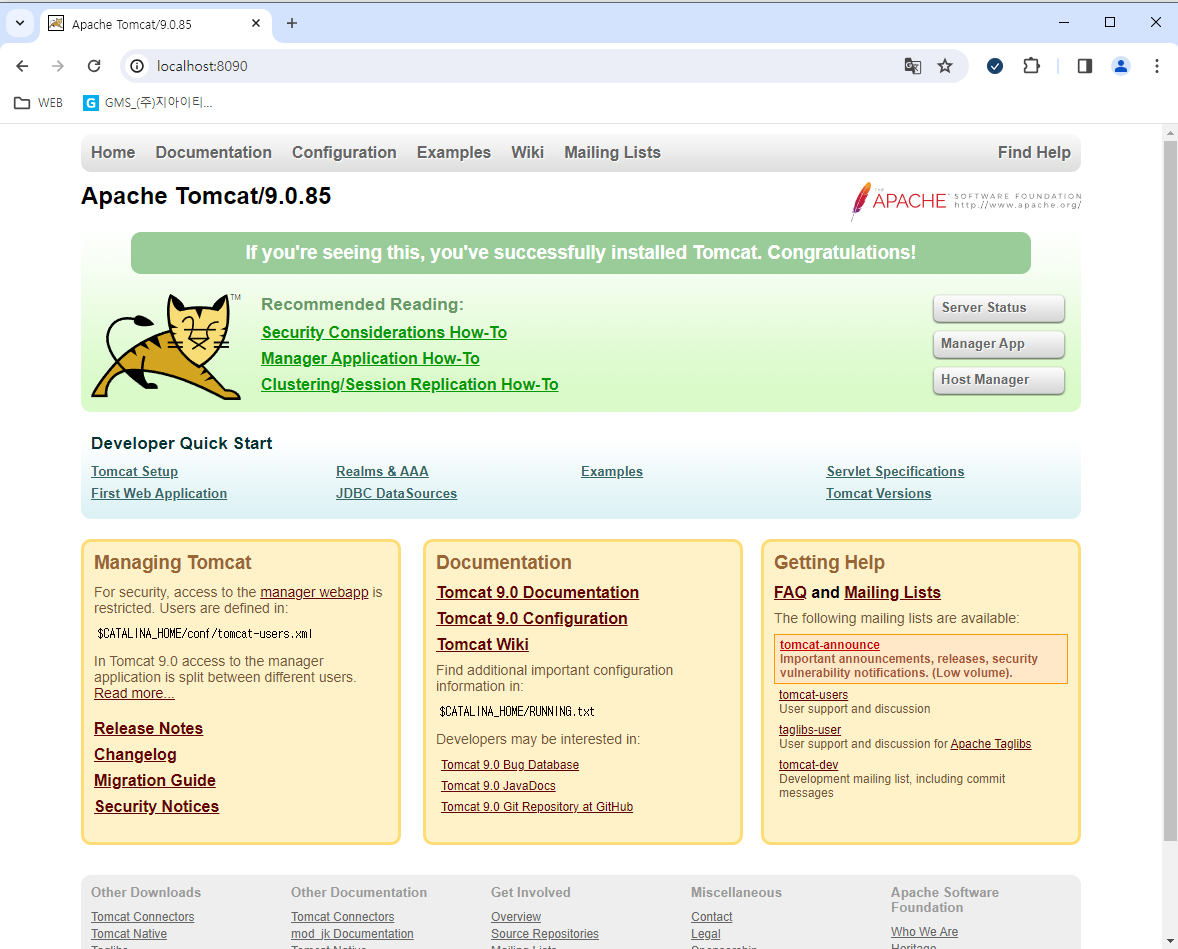 Apache Tomcat/9.0.85
localhost:8090
WEB
G GMS_(주)지아이티...
Home Documentation Configuration Examples Wiki Mailing Lists Find Help
Apache Tomcat/9.0.85
THE APACHE SOFTWARE FOUNDATION
http://www.apache.org/
If you're seeing this, you've successfully installed Tomcat. Congratulations!
TM
Recommended Reading:
Security Considerations How-To
Manager Application How-To
Clustering/Session Replication How-To
Server Status
Manager App
Host Manager
Developer Quick Start
Tomcat Setup
First Web Application
Realms & AAA
JDBC DataSources
Examples
Servlet Specifications
Tomcat Versions
Managing Tomcat
For security, access to the manager webapp is
restricted. Users are defined in:
$CATALINA_HOME/conf/tomcat-users.xml
In Tomcat 9.0 access to the manager
application is split between different users.
Read more...
Release Notes
Changelog
Migration Guide
Security Notices
Documentation
Tomcat 9.0 Documentation
Tomcat 9.0 Configuration
Tomcat Wiki
Find additional important configuration
information in:
$CATALINA_HOME/RUNNING.txt
Developers may be interested in:
Tomcat 9.0 Bug Database
Tomcat 9.0 JavaDocs
Tomcat 9.0 Git Repository at GitHub
Getting Help
FAQ and Mailing Lists
The following mailing lists are available:
tomcat-announce
Important announcements, releases, security
vulnerability notifications. (Low volume).
tomcat-users
User support and discussion
taglibs-user
User support and discussion for Apache Taglibs
tomcat-dev
Development mailing list, including commit
messages
Other Downloads
Tomcat Connectors
Tomcat Native
Taglibs
Other Documentation
Tomcat Connectors
mod_jk Documentation
Tomcat Native
Get Involved
Overview
Source Repositories
Mailing Lists
Miscellaneous
Contact
Legal
Sponsorship
Apache Software
Foundation
Who We Are
Heritage